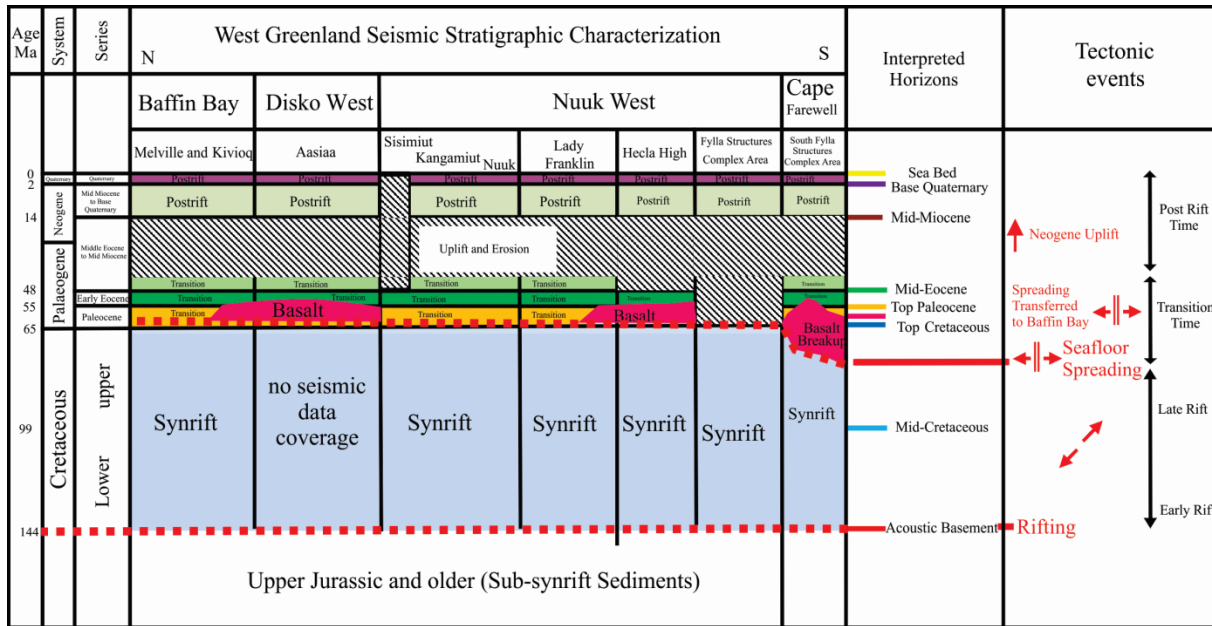 Age
Ma
System
Series
West Greenland Seismic Stratigraphic Characterization
N
S
Interpreted
Horizons
Tectonic
events
Baffin Bay
Disko West
Nuuk West
Cape
Farewell
Melville and Kivioq
Aasiaa
Sisimiut
Kangamiut
Nuuk
Lady
Franklin
Hecla High
Fylla Structures
Complex Area
South Fylla
Structures
Complex Area
0
Quaternary
Quaternary
Postrift
Postrift
Postrift
Postrift
Postrift
Postrift
Postrift
Sea Bed
2
Base Quaternary
Neogene
Mid Miocene
to Base
Quaternary
Postrift
Postrift
Postrift
Postrift
Postrift
Postrift
Postrift
14
Mid-Miocene
Neogene Uplift
Post Rift
Time
Palaeogene
Middle Eocene
to Mid Miocene
Uplift and Erosion
Transition
Transition
Transition
Transition
Transition
48
Mid-Eocene
Early Eocene
Transition
Transition
Transition
Transition
Transition
Transition
55
Top Paleocene
Spreading
Transferred
to Baffin Bay
Transition
Time
Paleocene
Transition
Basalt
Transition
Transition
Basalt
Basalt
Breakup
65
Top Cretaceous
Seafloor
Spreading
Cretaceous
upper
Lower
Synrift
no seismic
data
coverage
Synrift
Synrift
Synrift
Synrift
Synrift
Late Rift
99
Mid-Cretaceous
Early Rift
144
Acoustic Basement
Rifting
Upper Jurassic and older (Sub-synrift Sediments)